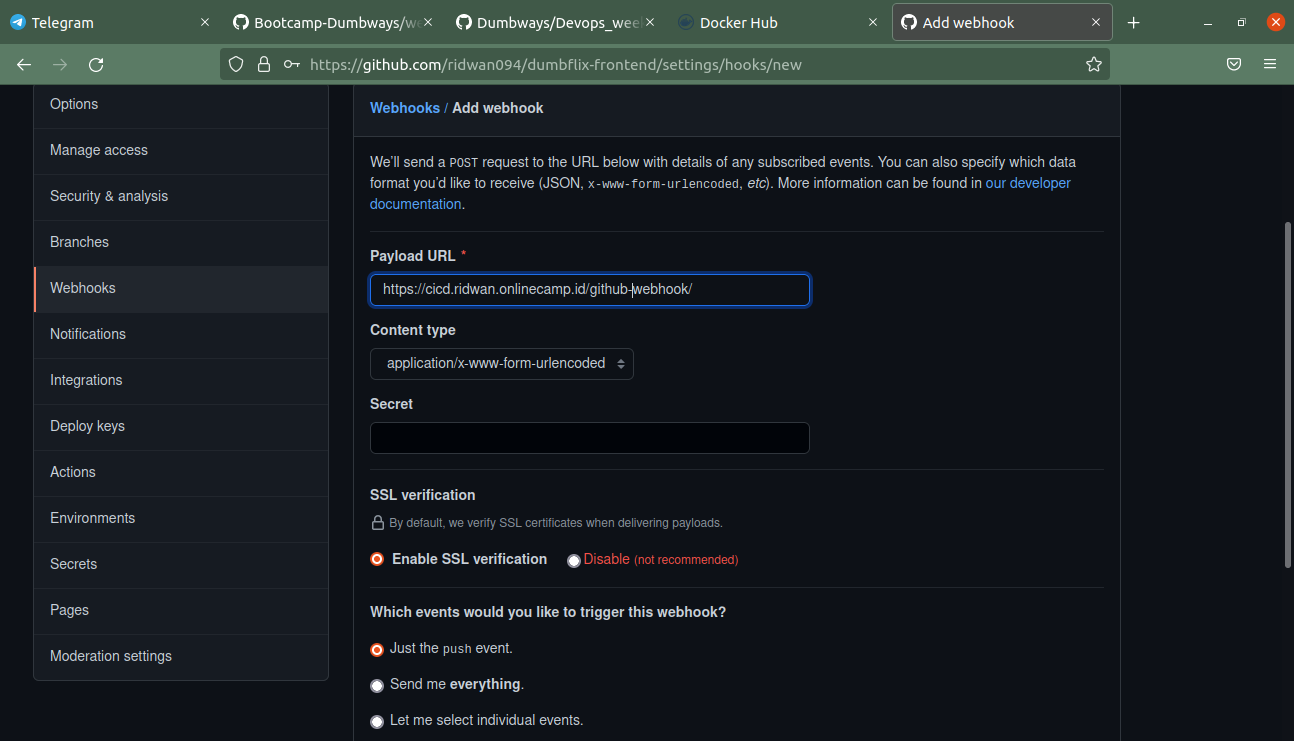 Telegram
Bootcamp-Dumbways/we
Dumbways/Devops_wee
Docker Hub
Add webhook
https://github.com/ridwan094/dumbflix-frontend/settings/hooks/new
Options
Manage access
Security & analysis
Branches
Webhooks
Notifications
Integrations
Deploy keys
Actions
Environments
Secrets
Pages
Moderation settings
Webhooks / Add webhook
We’ll send a POST request to the URL below with details of any subscribed events. You can also specify which data
format you’d like to receive (JSON, x-www-form-urlencoded, etc). More information can be found in our developer
documentation.
Payload URL *
https://cicd.ridwan.onlinecamp.id/github-webhook/
Content type
application/x-www-form-urlencoded
Secret
SSL verification
By default, we verify SSL certificates when delivering payloads.
Enable SSL verification
Disable (not recommended)
Which events would you like to trigger this webhook?
Just the push event.
Send me everything.
Let me select individual events.